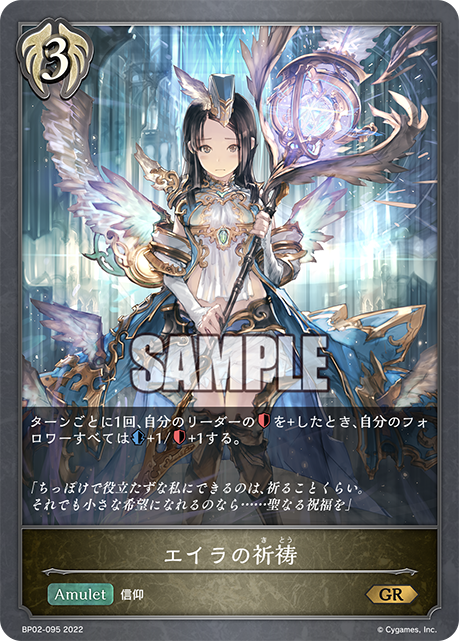 3
SAMPLE
ターンごとに1回、自分のリーダーの を+したとき、自分のフォ
ロワーすべては +1/ +1する。
「ちっぽけで役立たずな私にできるのは、祈ることくらい。
それでも小さな希望になれるのなら……聖なる祝福を」
きとう
エイラの祈祷
Amulet 信仰 GR
BP02-095 2022 © Cygames, Inc.